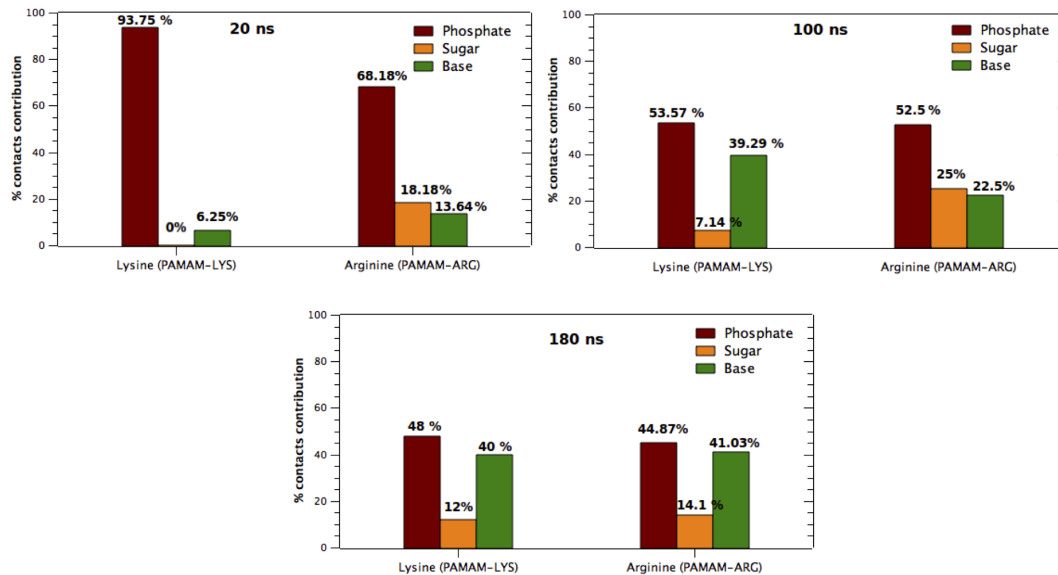 93.75 %
20 ns
Phosphate
Sugar
Base
68.18%
0%
6.25%
18.18%
13.64%
% contacts contribution
100
80
60
40
20
0
Lysine (PAMAM-LYS)
Arginine (PAMAM-ARG)
100 ns
Phosphate
Sugar
Base
53.57 %
52.5 %
39.29 %
7.14 %
25%
22.5%
% contacts contribution
100
80
60
40
20
0
Lysine (PAMAM-LYS)
Arginine (PAMAM-ARG)
180 ns
Phosphate
Sugar
Base
48 %
40 %
44.87%
41.03%
12%
14.1 %
% contacts contribution
100
80
60
40
20
0
Lysine (PAMAM-LYS)
Arginine (PAMAM-ARG)